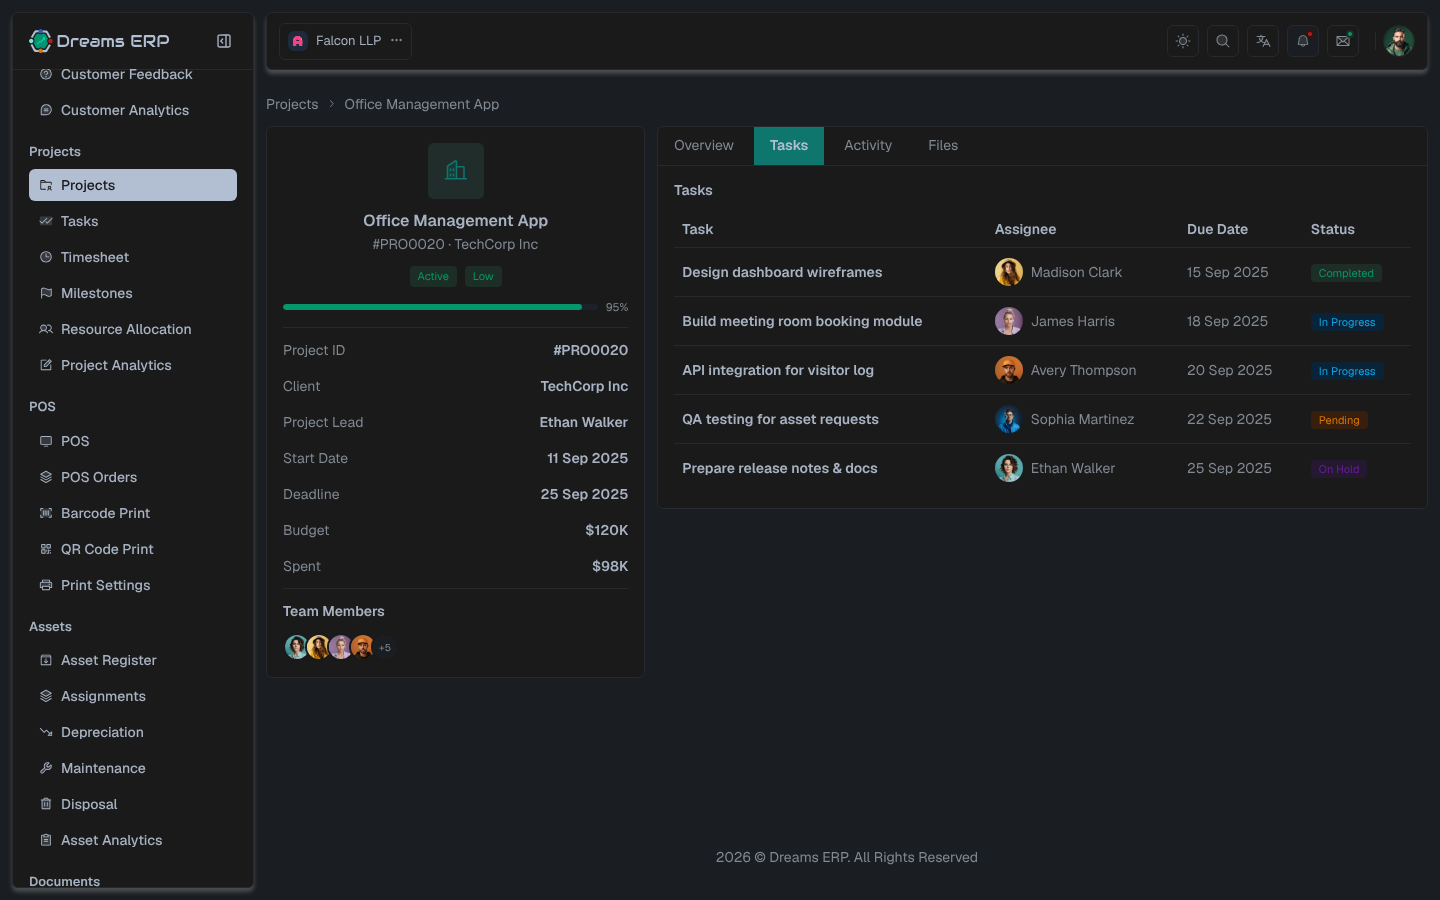 Dreams ERP
Customer Feedback
Customer Analytics
Projects
Projects
Tasks
Timesheet
Milestones
Resource Allocation
Project Analytics
POS
POS
POS Orders
Barcode Print
QR Code Print
Print Settings
Assets
Asset Register
Assignments
Depreciation
Maintenance
Disposal
Asset Analytics
Documents
Falcon LLP ···
Projects > Office Management App
Office Management App
#PRO0020 · TechCorp Inc
Active Low
95%
Project ID #PRO0020
Client TechCorp Inc
Project Lead Ethan Walker
Start Date 11 Sep 2025
Deadline 25 Sep 2025
Budget $120K
Spent $98K
Team Members
+5
Overview Tasks Activity Files
Tasks
Task Assignee Due Date Status
Design dashboard wireframes Madison Clark 15 Sep 2025 Completed
Build meeting room booking module James Harris 18 Sep 2025 In Progress
API integration for visitor log Avery Thompson 20 Sep 2025 In Progress
QA testing for asset requests Sophia Martinez 22 Sep 2025 Pending
Prepare release notes & docs Ethan Walker 25 Sep 2025 On Hold
2026 © Dreams ERP. All Rights Reserved